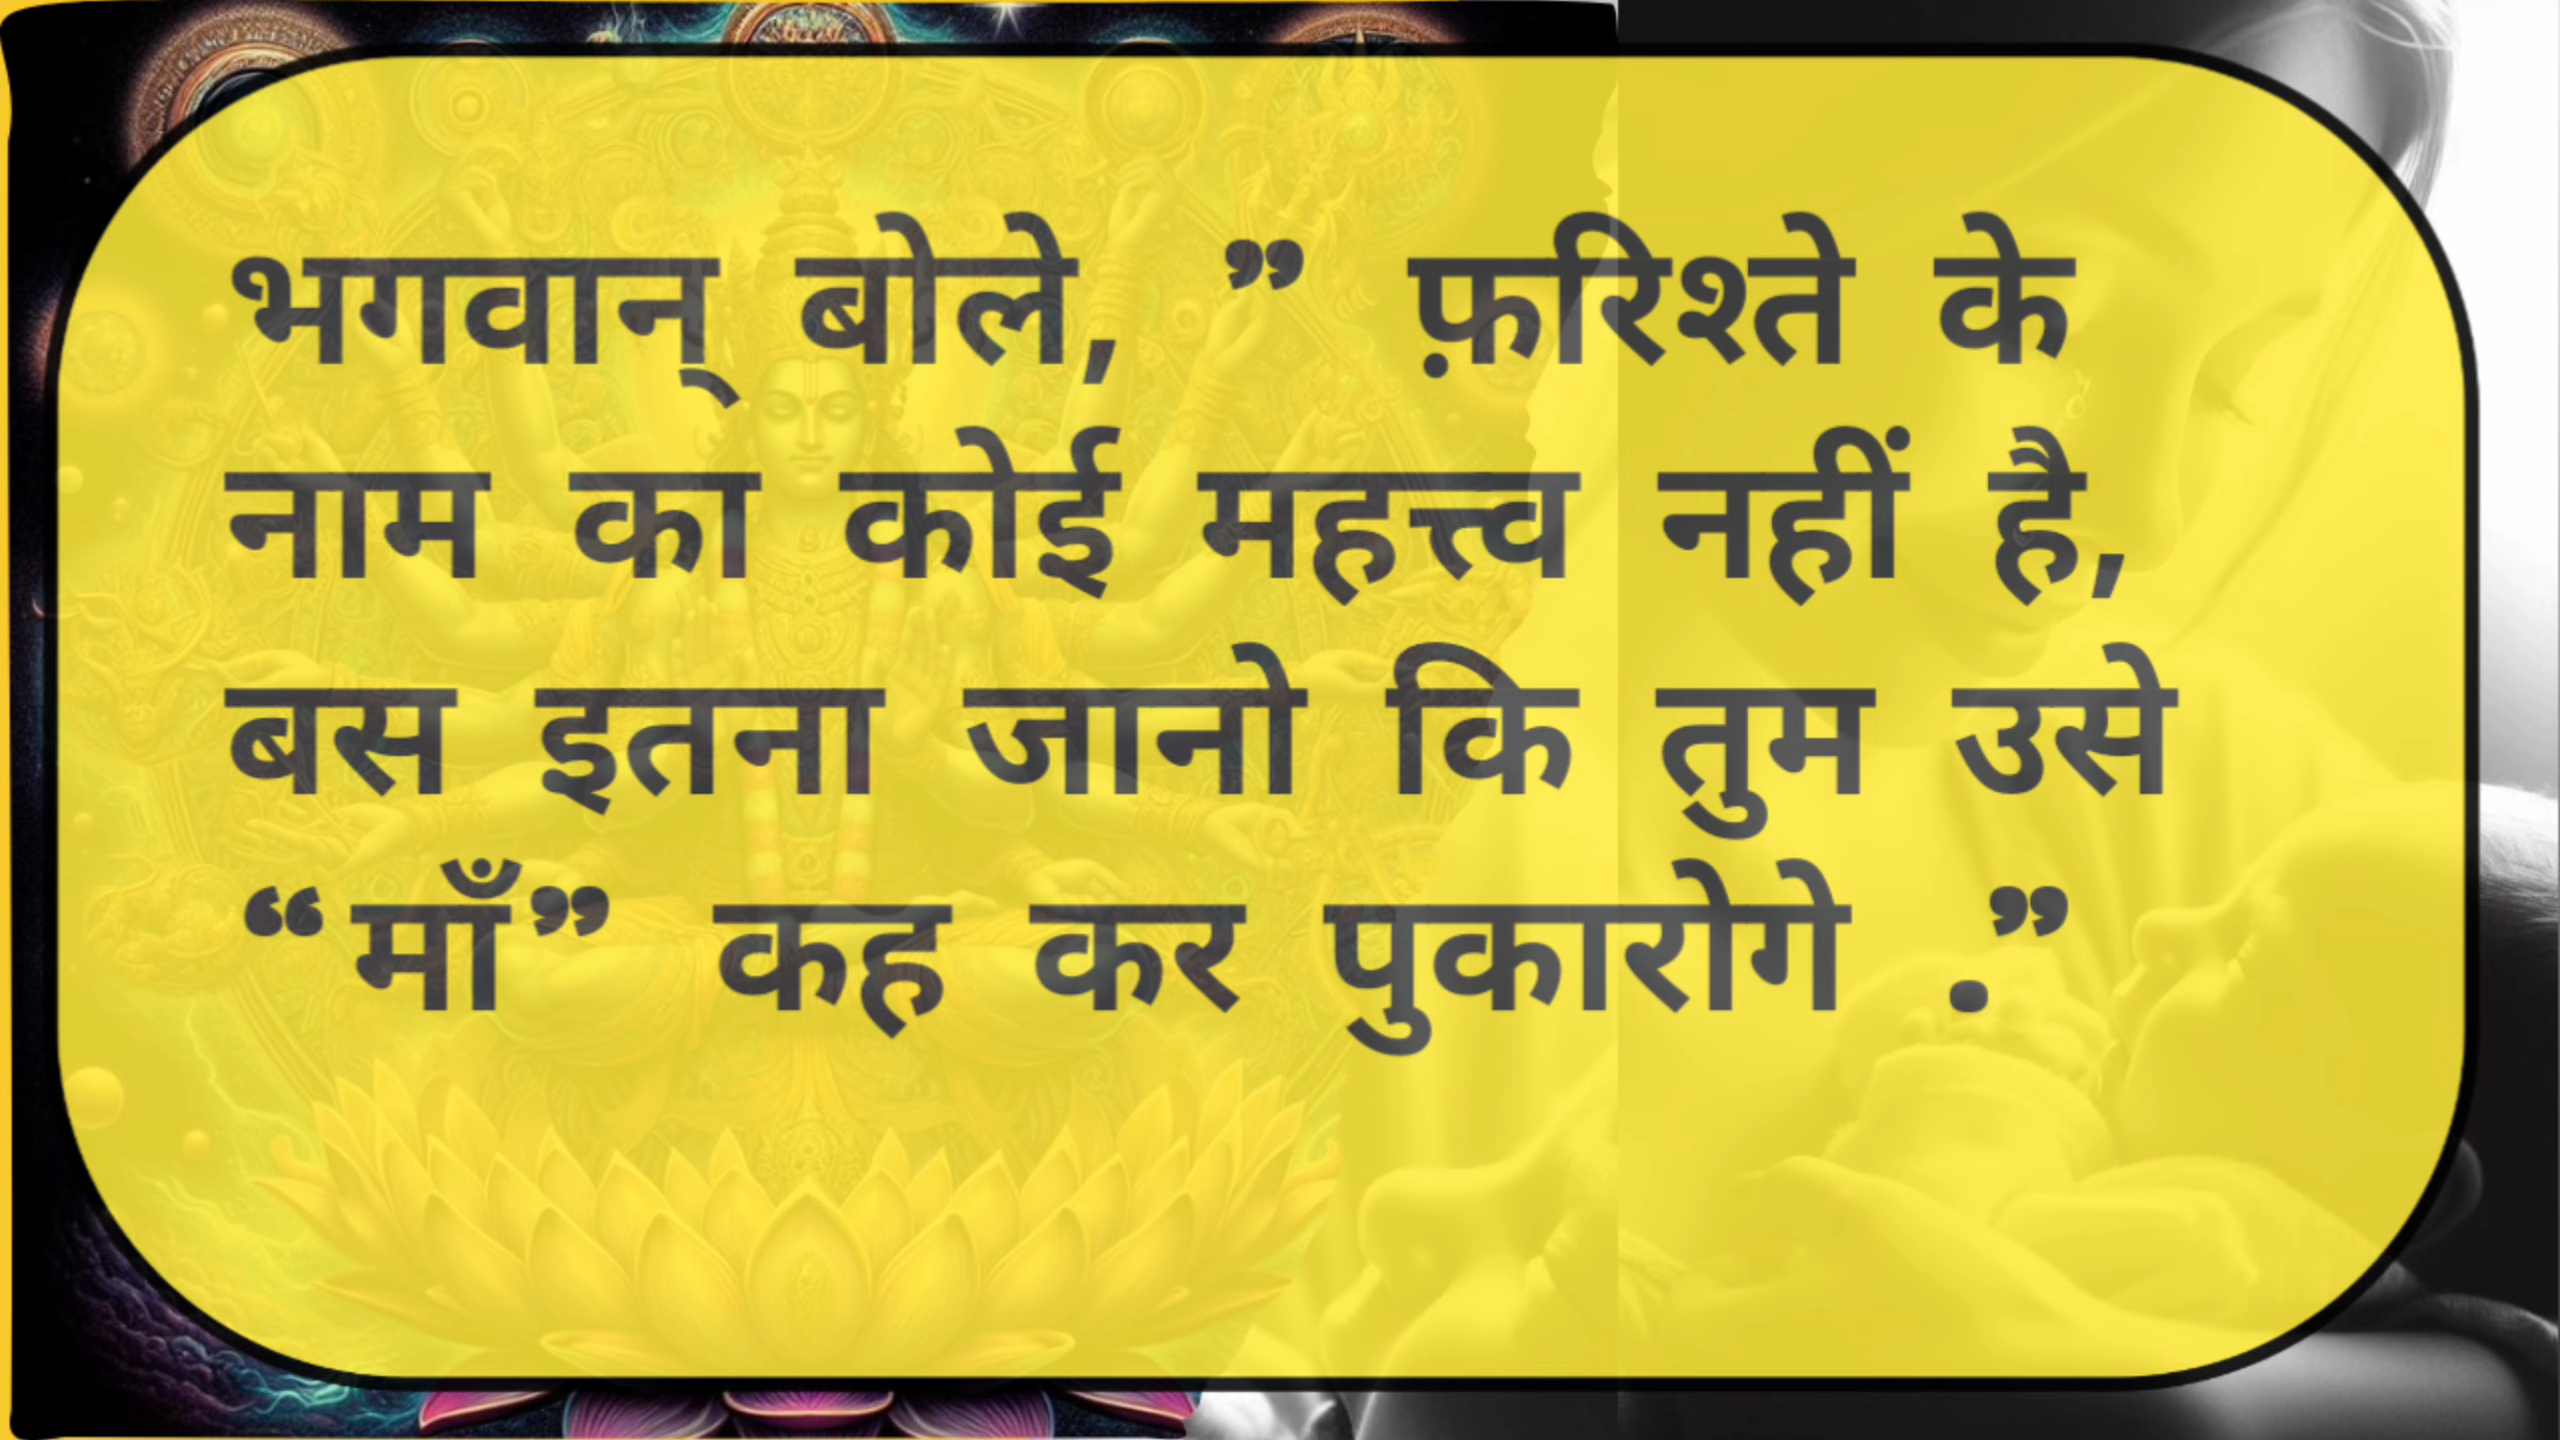 भगवान् बोले, ” फ़रिश्ते के
नाम का कोई महत्त्व नहीं है,
बस इतना जानो कि तुम उसे
“माँ” कह कर पुकारोगे .”